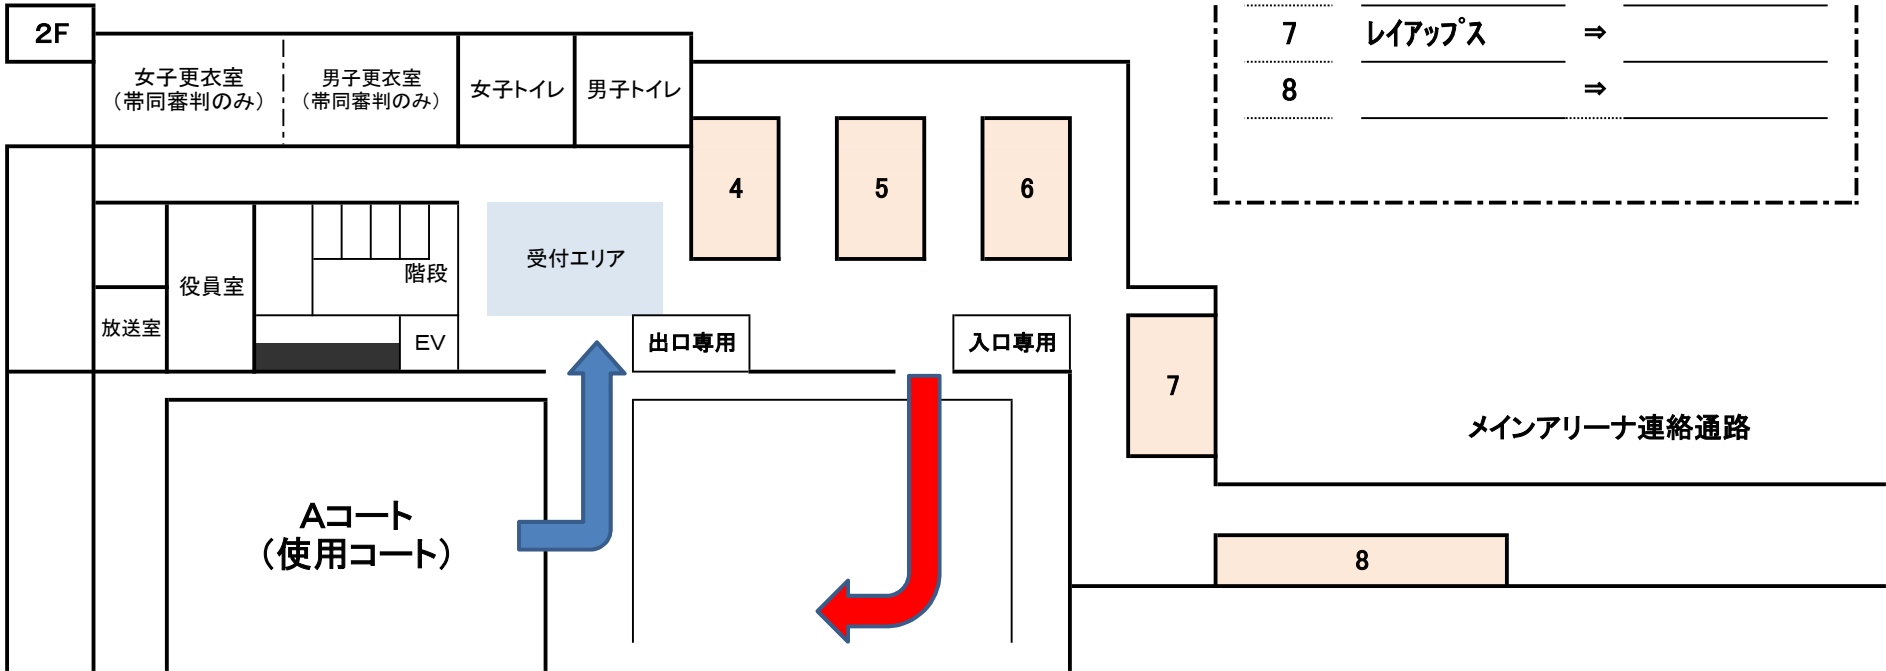 2F
7 レイアップス ⇒
8 ⇒
女子更衣室
（帯同審判のみ）
男子更衣室
（帯同審判のみ）
女子トイレ
男子トイレ
4
5
6
受付エリア
階段
役員室
放送室
EV
出口専用
入口専用
7
メインアリーナ連絡通路
Aコート
（使用コート）
8